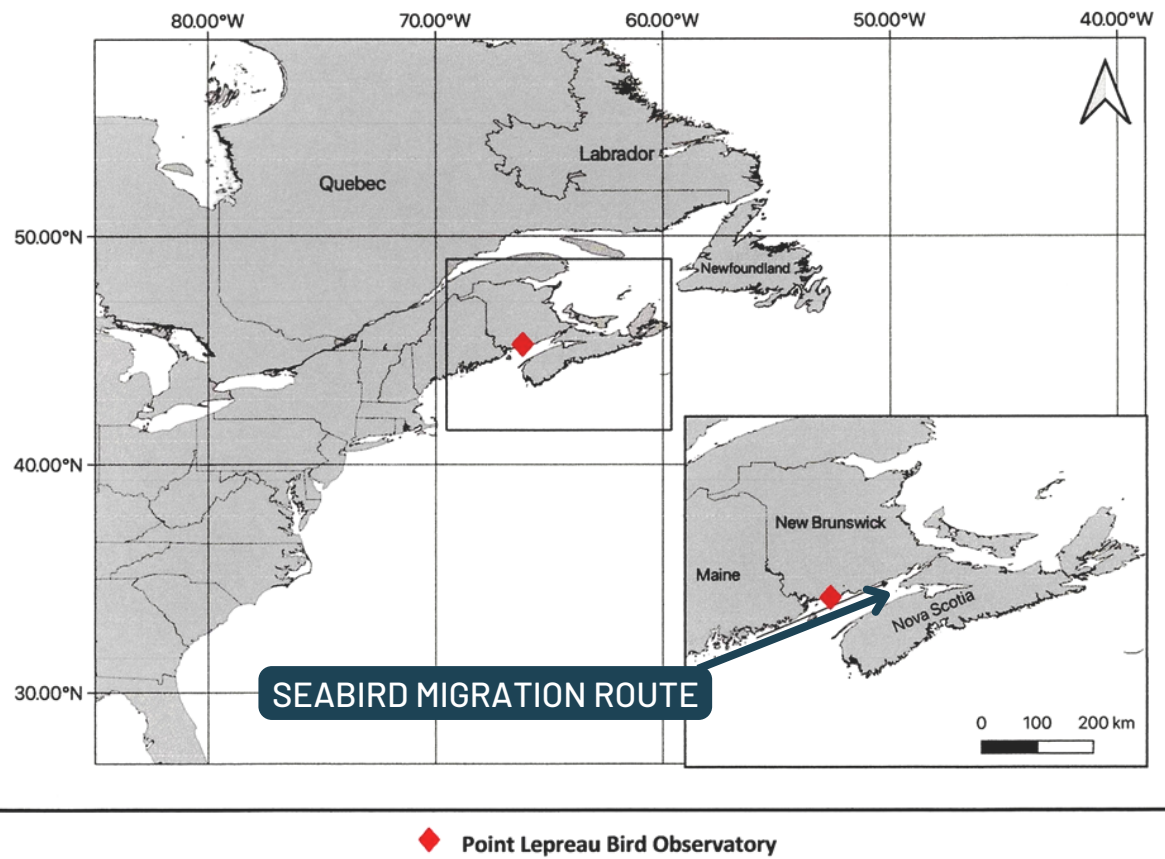 80.00°W 70.00°W 60.00°W 50.00°W 40.00°W
Labrador
Quebec
50.00°N
Newfoundland
40.00°N
New Brunswick
Maine
Nova Scotia
30.00°N
SEABIRD MIGRATION ROUTE
0 100 200 km
Point Lepreau Bird Observatory